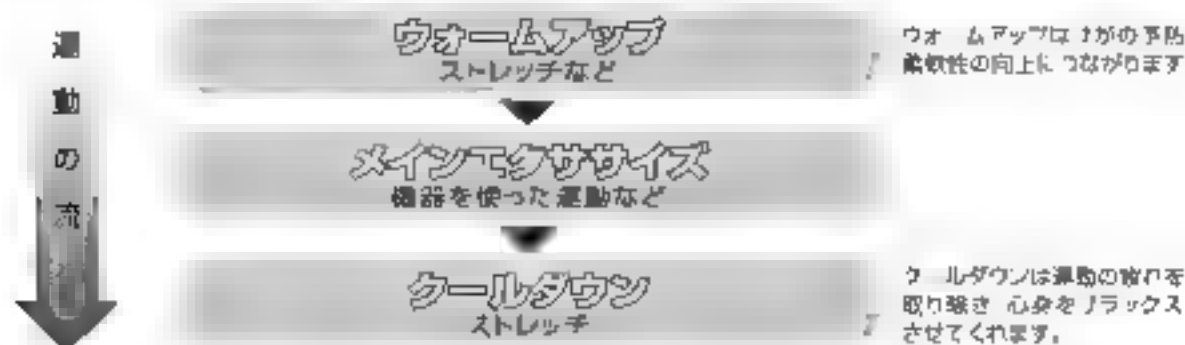 運動の流れ
ウォームアップ
ストレッチなど
ウォームアップはけがの予防
柔軟性の向上につながります
メインエクササイズ
機器を使った運動など
クールダウン
ストレッチ
クールダウンは運動の疲れを
取り除き 心身をリラックス
させてくれます。